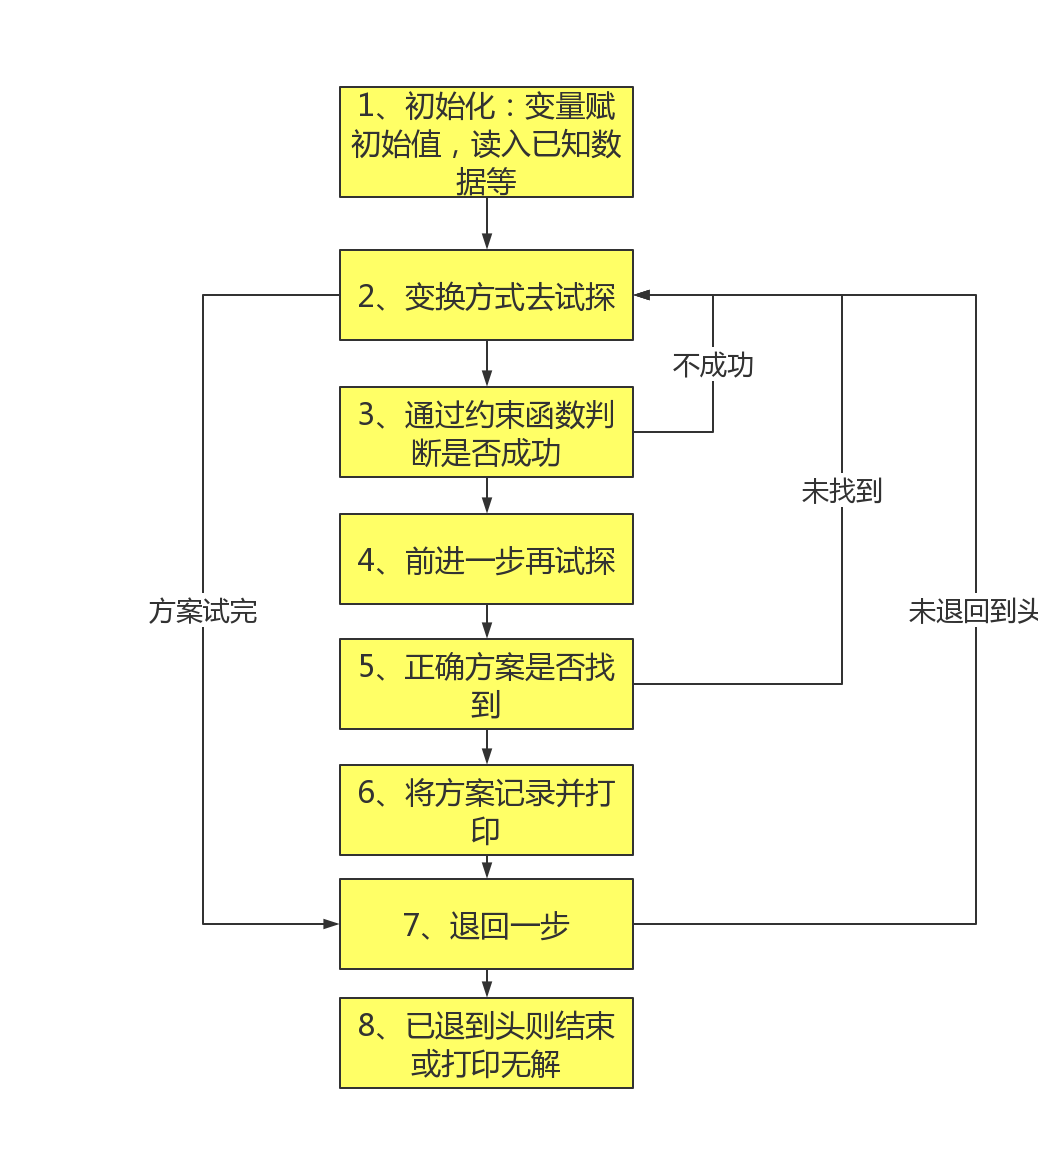 1、初始化：变量赋
初始值，读入已知数
据等
2、变换方式去试探
不成功
3、通过约束函数判
断是否成功
未找到
4、前进一步再试探
方案试完
未退回到头
5、正确方案是否找
到
6、将方案记录并打
印
7、退回一步
8、已退到头则结束
或打印无解